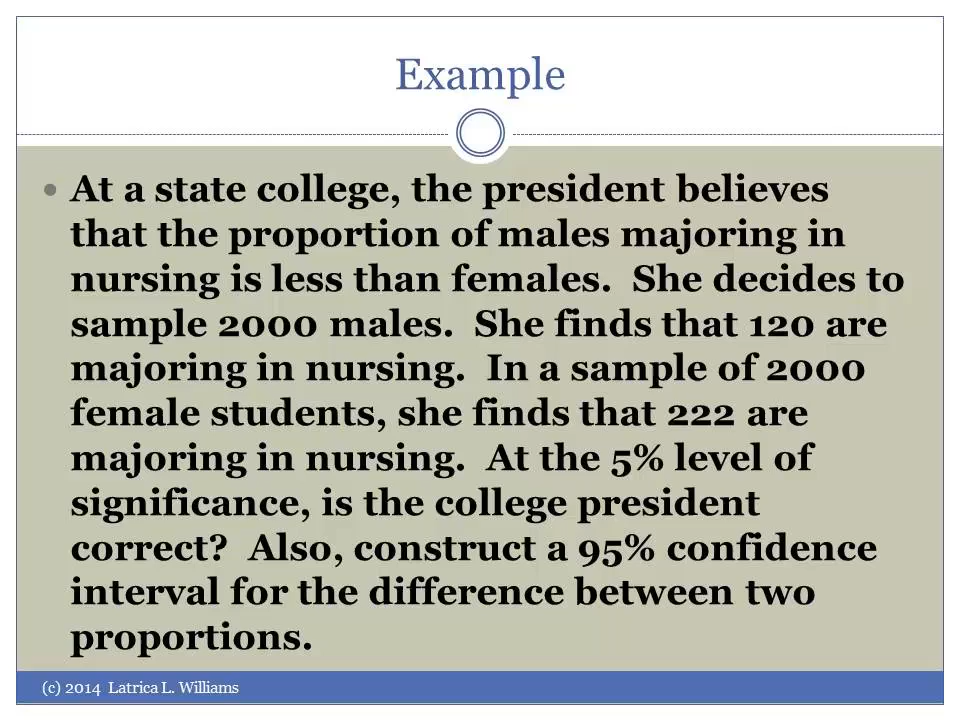 Example
At a state college, the president believes
that the proportion of males majoring in
nursing is less than females.  She decides to
sample 2000 males.  She finds that 120 are
majoring in nursing.  In a sample of 2000
female students, she finds that 222 are
majoring in nursing.  At the 5% level of
significance, is the college president
correct?  Also, construct a 95% confidence
interval for the difference between two
proportions.
(c) 2014  Latrica L. Williams